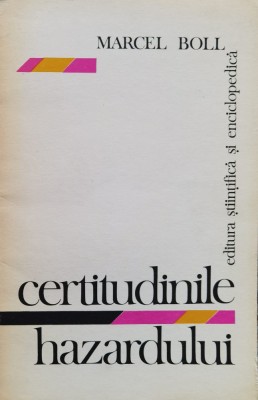 MARCEL BOLL
editura științifică și enciclopedică
certitudinile
hazardului